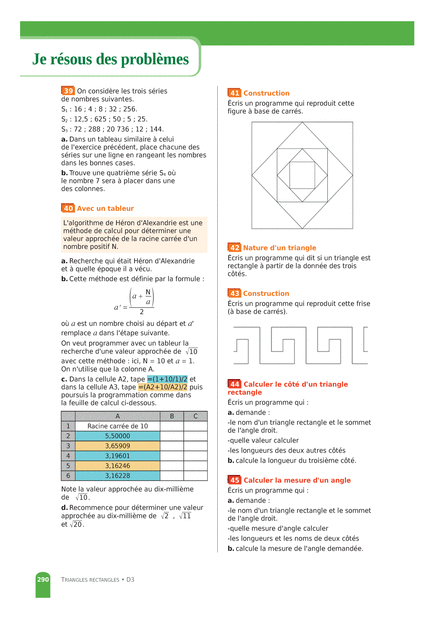 Je résous des problèmes
39 On considère les trois séries
de nombres suivantes.
S₁ : 16 ; 4 ; 8 ; 32 ; 256.
S₂ : 12,5 ; 625 ; 50 ; 5 ; 25.
S₃ : 72 ; 288 ; 20 736 ; 12 ; 144.
a. Dans un tableau similaire à celui
de l'exercice précédent, place chacune des
séries sur une ligne en rangeant les nombres
dans les bonnes cases.
b. Trouve une quatrième série S₄ où
le nombre 7 sera à placer dans une
des colonnes.
40 Avec un tableur
L'algorithme de Héron d'Alexandrie est une
méthode de calcul pour déterminer une
valeur approchée de la racine carrée d'un
nombre positif N.
a. Recherche qui était Héron d'Alexandrie
et à quelle époque il a vécu.
b. Cette méthode est définie par la formule :
a' = (a + N/a) / 2
où a est un nombre choisi au départ et a'
remplace a dans l'étape suivante.
On veut programmer avec un tableur la
recherche d'une valeur approchée de √10
avec cette méthode : ici, N = 10 et a = 1.
On n'utilise que la colonne A.
c. Dans la cellule A2, tape =(1+10/1)/2 et
dans la cellule A3, tape =(A2+10/A2)/2 puis
poursuis la programmation comme dans
la feuille de calcul ci-dessous.
A B C
1 Racine carrée de 10
2 5,50000
3 3,65909
4 3,19601
5 3,16246
6 3,16228
Note la valeur approchée au dix-millième
de √10.
d. Recommence pour déterminer une valeur
approchée au dix-millième de √2 , √11
et √20.
41 Construction
Écris un programme qui reproduit cette
figure à base de carrés.
42 Nature d'un triangle
Écris un programme qui dit si un triangle est
rectangle à partir de la donnée des trois
côtés.
43 Construction
Écris un programme qui reproduit cette frise
(à base de carrés).
44 Calculer le côté d'un triangle
rectangle
Écris un programme qui :
a. demande :
-le nom d'un triangle rectangle et le sommet
de l'angle droit.
-quelle valeur calculer
-les longueurs des deux autres côtés
b. calcule la longueur du troisième côté.
45 Calculer la mesure d'un angle
Écris un programme qui :
a. demande :
-le nom d'un triangle rectangle et le sommet
de l'angle droit.
-quelle mesure d'angle calculer
-les longueurs et les noms de deux côtés
b. calcule la mesure de l'angle demandée.
290 TRIANGLES RECTANGLES • D3